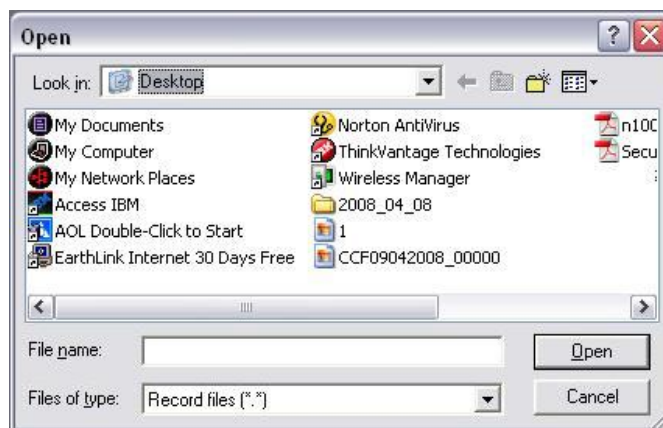 Open
Look in: Desktop
My Documents
My Computer
My Network Places
Access IBM
AOL Double-Click to Start
EarthLink Internet 30 Days Free
Norton AntiVirus
ThinkVantage Technologies
Wireless Manager
2008_04_08
1
CCF09042008_00000
n10C
Secu
File name:
Open
Files of type: Record files (*.*)
Cancel